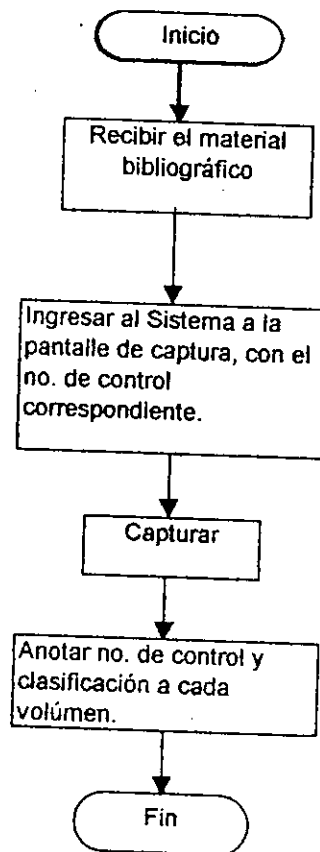 Inicio
Recibir el material
bibliográfico
Ingresar al Sistema a la
pantalle de captura, con el
no. de control
correspondiente.
Capturar
Anotar no. de control y
clasificación a cada
volúmen.
Fin